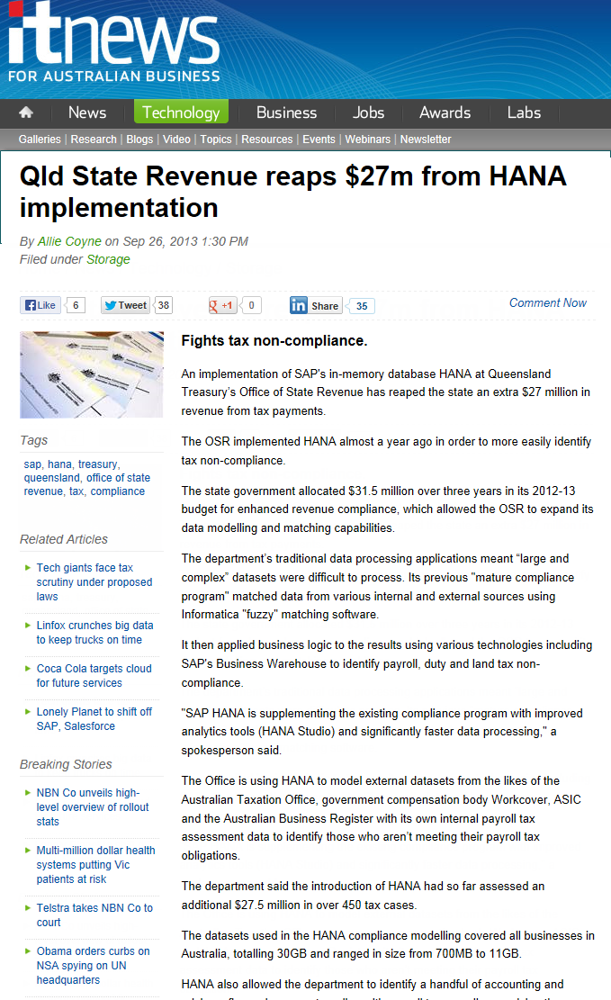 itnews
FOR AUSTRALIAN BUSINESS
News Technology Business Jobs Awards Labs
Galleries | Research | Blogs | Video | Topics | Resources | Events | Webinars | Newsletter
Qld State Revenue reaps $27m from HANA
implementation
By Allie Coyne on Sep 26, 2013 1:30 PM
Filed under Storage
Like 6 Tweet 38 +1 0 Share 35 Comment Now
Tags
sap, hana, treasury,
queensland, office of state
revenue, tax, compliance
Related Articles
Tech giants face tax
scrutiny under proposed
laws
Linfox crunches big data
to keep trucks on time
Coca Cola targets cloud
for future services
Lonely Planet to shift off
SAP, Salesforce
Breaking Stories
NBN Co unveils high-
level overview of rollout
stats
Multi-million dollar health
systems putting Vic
patients at risk
Telstra takes NBN Co to
court
Obama orders curbs on
NSA spying on UN
headquarters
Fights tax non-compliance.
An implementation of SAP's in-memory database HANA at Queensland
Treasury's Office of State Revenue has reaped the state an extra $27 million in
revenue from tax payments.
The OSR implemented HANA almost a year ago in order to more easily identify
tax non-compliance.
The state government allocated $31.5 million over three years in its 2012-13
budget for enhanced revenue compliance, which allowed the OSR to expand its
data modelling and matching capabilities.
The department's traditional data processing applications meant “large and
complex” datasets were difficult to process. Its previous "mature compliance
program" matched data from various internal and external sources using
Informatica "fuzzy" matching software.
It then applied business logic to the results using various technologies including
SAP's Business Warehouse to identify payroll, duty and land tax non-
compliance.
"SAP HANA is supplementing the existing compliance program with improved
analytics tools (HANA Studio) and significantly faster data processing," a
spokesperson said.
The Office is using HANA to model external datasets from the likes of the
Australian Taxation Office, government compensation body Workcover, ASIC
and the Australian Business Register with its own internal payroll tax
assessment data to identify those who aren't meeting their payroll tax
obligations.
The department said the introduction of HANA had so far assessed an
additional $27.5 million in over 450 tax cases.
The datasets used in the HANA compliance modelling covered all businesses in
Australia, totalling 30GB and ranged in size from 700MB to 11GB.
HANA also allowed the department to identify a handful of accounting and